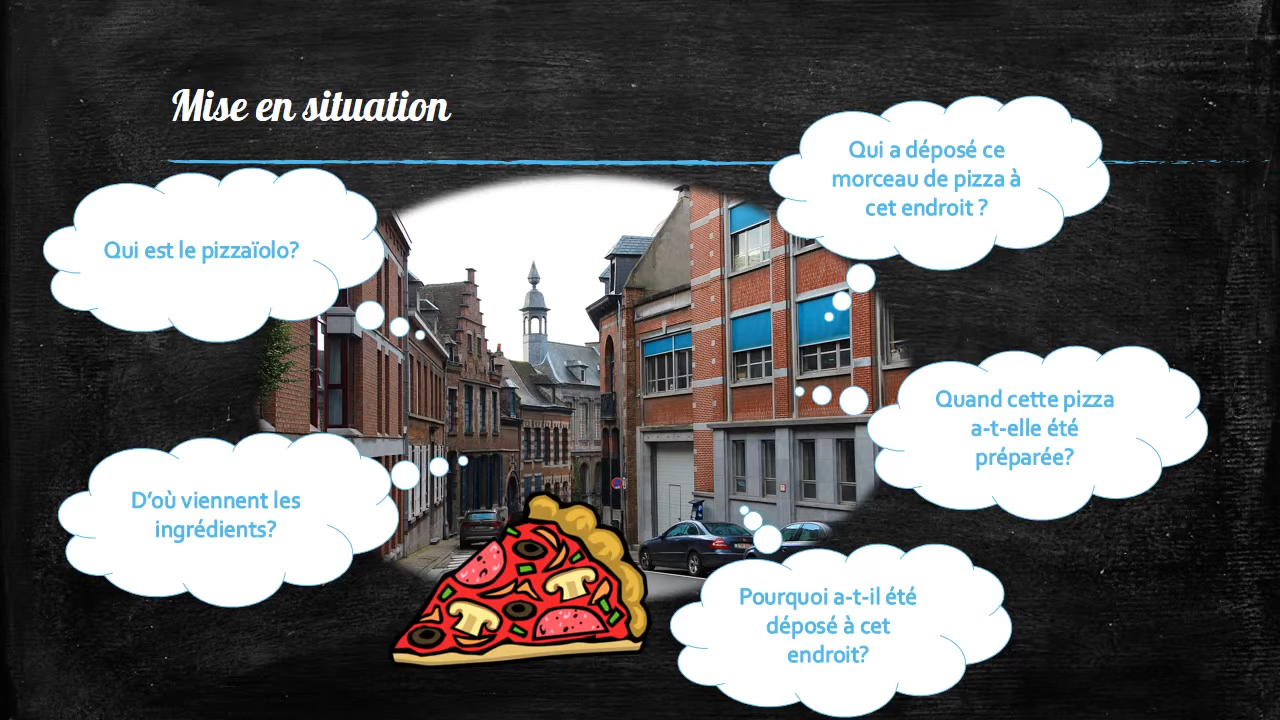 Mise en situation
Qui a déposé ce
morceau de pizza à
cet endroit ?
Qui est le pizzaïolo?
Quand cette pizza
a-t-elle été
préparée?
D’où viennent les
ingrédients?
Pourquoi a-t-il été
déposé à cet
endroit?